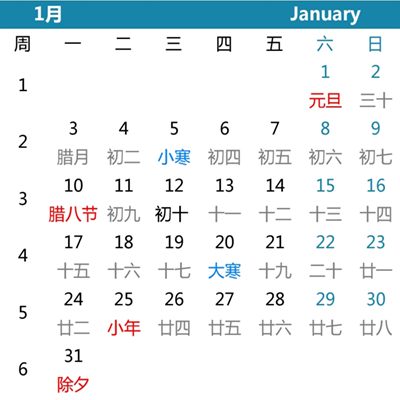 1月 January
周 一 二 三 四 五 六 日
1 1 2
元旦 三十
2 3 4 5 6 7 8 9
腊月 初二 小寒 初四 初五 初六 初七
3 10 11 12 13 14 15 16
腊八节 初九 初十 十一 十二 十三 十四
4 17 18 19 20 21 22 23
十五 十六 十七 大寒 十九 二十 廿一
5 24 25 26 27 28 29 30
廿二 小年 廿四 廿五 廿六 廿七 廿八
6 31
除夕